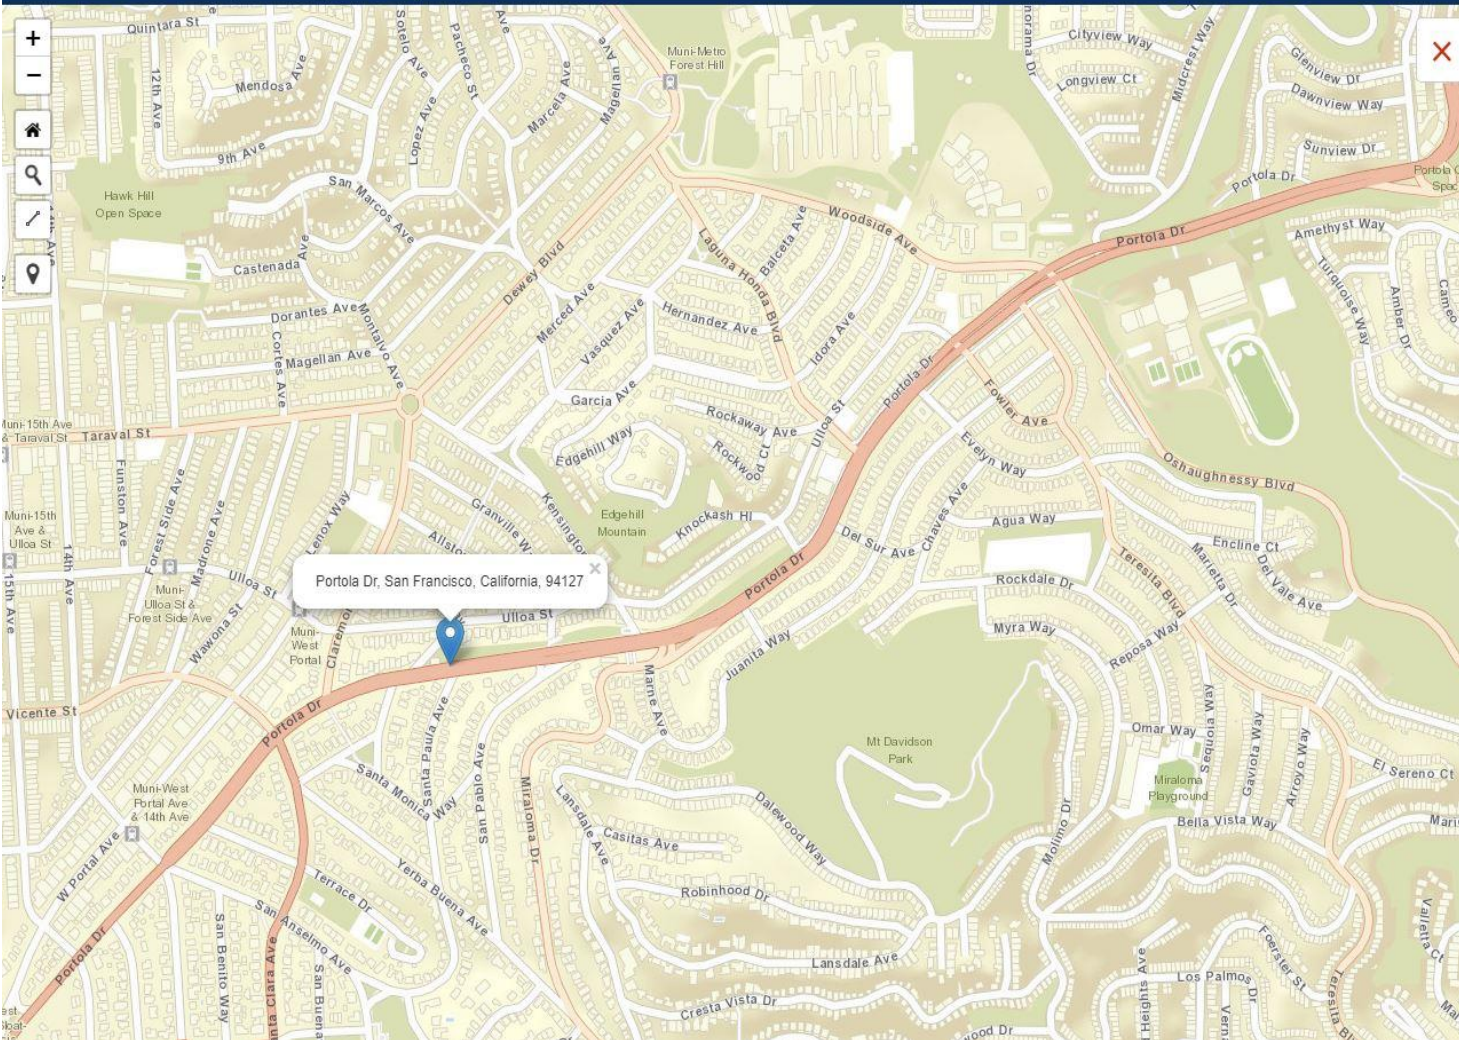 Quintara St
12th Ave
Mendosa Ave
9th Ave
Sotelo Ave
Pacheco St
Lopez Ave
Marcela Ave
Magellan Ave
Muni-Metro
Forest Hill
Cityview Way
Longview Ct
Midcrest Way
Glenview Dr
Dawnview Way
Sunview Dr
Portola Dr
+
−
Hawk Hill
Open Space
San Marcos Ave
Castenada Ave
Dorantes Ave
Montalvo Ave
Cortes Ave
Magellan Ave
Dewey Blvd
Merced Ave
Vasquez Ave
Hernandez Ave
Laguna Honda Blvd
Balceta Ave
Woodside Ave
Idora Ave
Portola Dr
Amethyst Way
Turquoise Way
Amber Dr
Cameo
Taraval St
Garcia Ave
Edgehill Way
Rockaway Ave
Rockwood Ct
Ulloa St
Portola Dr
Fowler Ave
Evelyn Way
Oshaughnessy Blvd
Funston Ave
Forest Side Ave
Madrone Ave
Lenox Way
Granville W
Allsto
Kensington
Edgehill
Mountain
Knockash Hl
Del Sur Ave
Chaves Ave
Agua Way
Encline Ct
Del Vale Ave
Marietta Dr
Teresita Blvd
Rockdale Dr
Myra Way
Reposa Way
Muni-15th
Ave &
Ulloa St
15th Ave
14th Ave
Ulloa St
Muni-
Ulloa St &
Forest Side Ave
Wawona St
Muni-
West
Portal
Claremon
Portola Dr, San Francisco, California, 94127
×
Ulloa St
Portola Dr
Juanita Way
Marne Ave
Vicente St
Portola Dr
Santa Paula Ave
Santa Monica Way
San Pablo Ave
Miraloma Dr
Lansdale Ave
Casitas Ave
Dalewood Way
Mt Davidson
Park
Molimo Dr
Omar Way
Sequoia Way
Gaviota Way
Arroyo Way
El Sereno Ct
Miraloma
Playground
Bella Vista Way
Muni-West
Portal Ave
& 14th Ave
W Portal Ave
Terrace Dr
Yerba Buena Ave
San Anselmo Ave
San Benito Way
San Buena
Portola Dr
Robinhood Dr
Lansdale Ave
Cresta Vista Dr
Los Palmos Dr
Foerster St
Valletta Ct